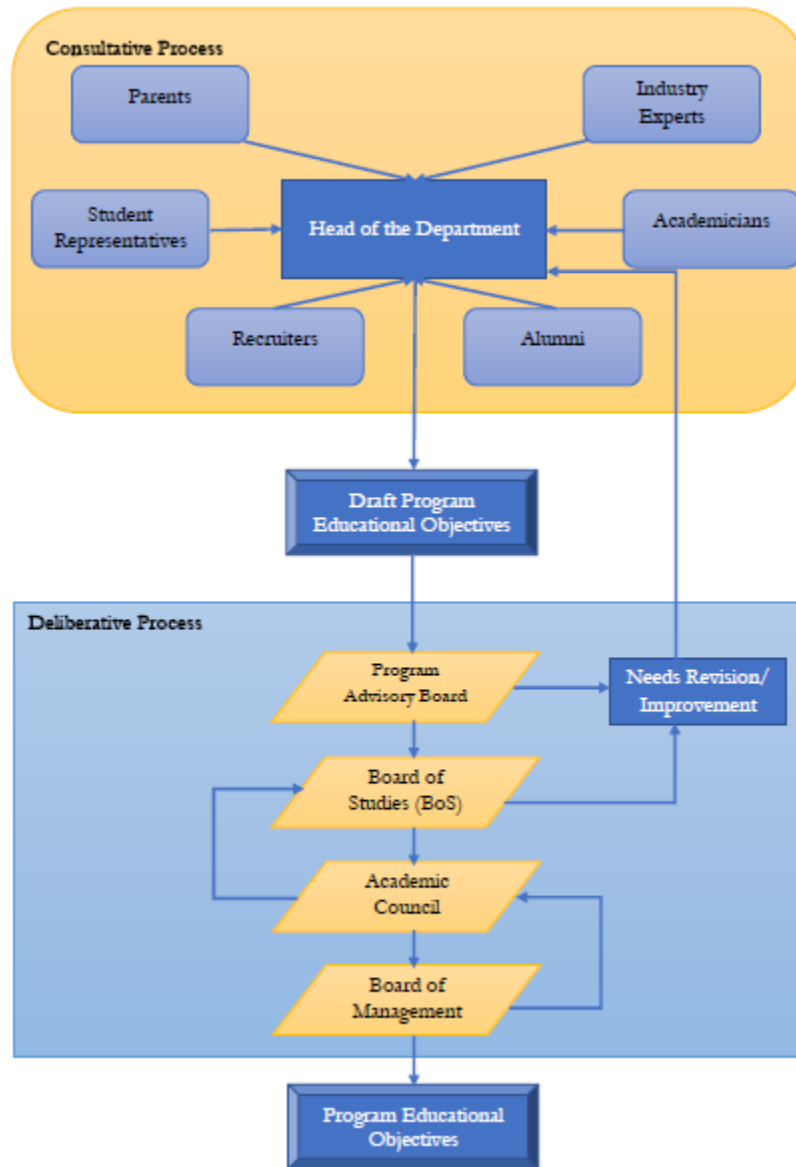 Consultative Process
Parents
Industry
Experts
Student
Representatives
Head of the Department
Academicians
Recruiters
Alumni
Draft Program
Educational Objectives
Deliberative Process
Program
Advisory Board
Needs Revision/
Improvement
Board of
Studies (BoS)
Academic
Council
Board of
Management
Program Educational
Objectives